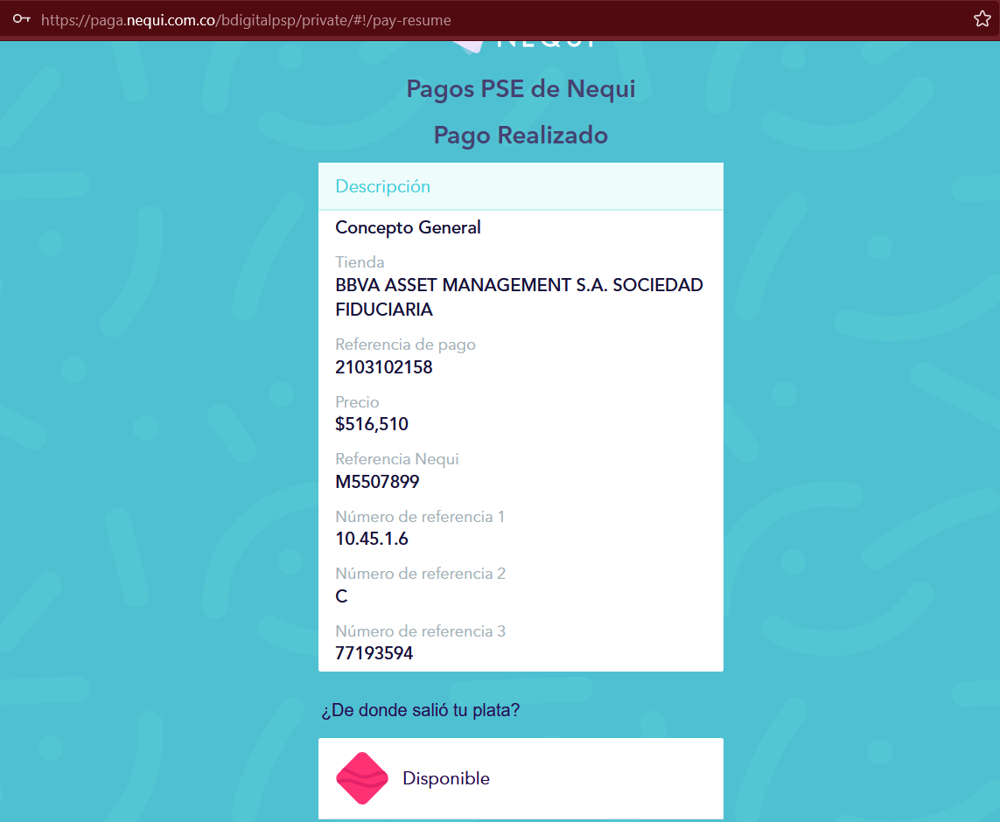 https://paga.nequi.com.co/bdigitalpsp/private/#!/pay-resume
NEQUI
Pagos PSE de Nequi
Pago Realizado
Descripción
Concepto General
Tienda
BBVA ASSET MANAGEMENT S.A. SOCIEDAD
FIDUCIARIA
Referencia de pago
2103102158
Precio
$516,510
Referencia Nequi
M5507899
Número de referencia 1
10.45.1.6
Número de referencia 2
C
Número de referencia 3
77193594
¿De donde salió tu plata?
Disponible